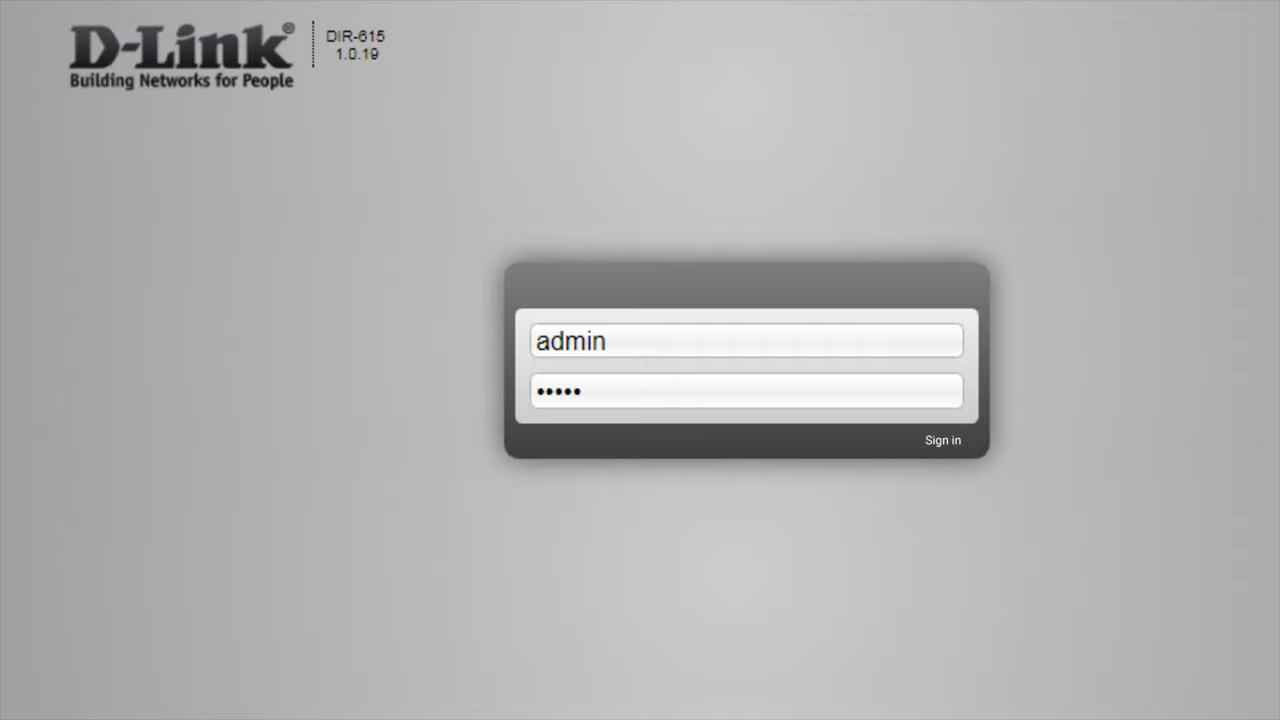 D-Link®
Building Networks for People
DIR-615
1.0.19
admin
•••••
Sign in